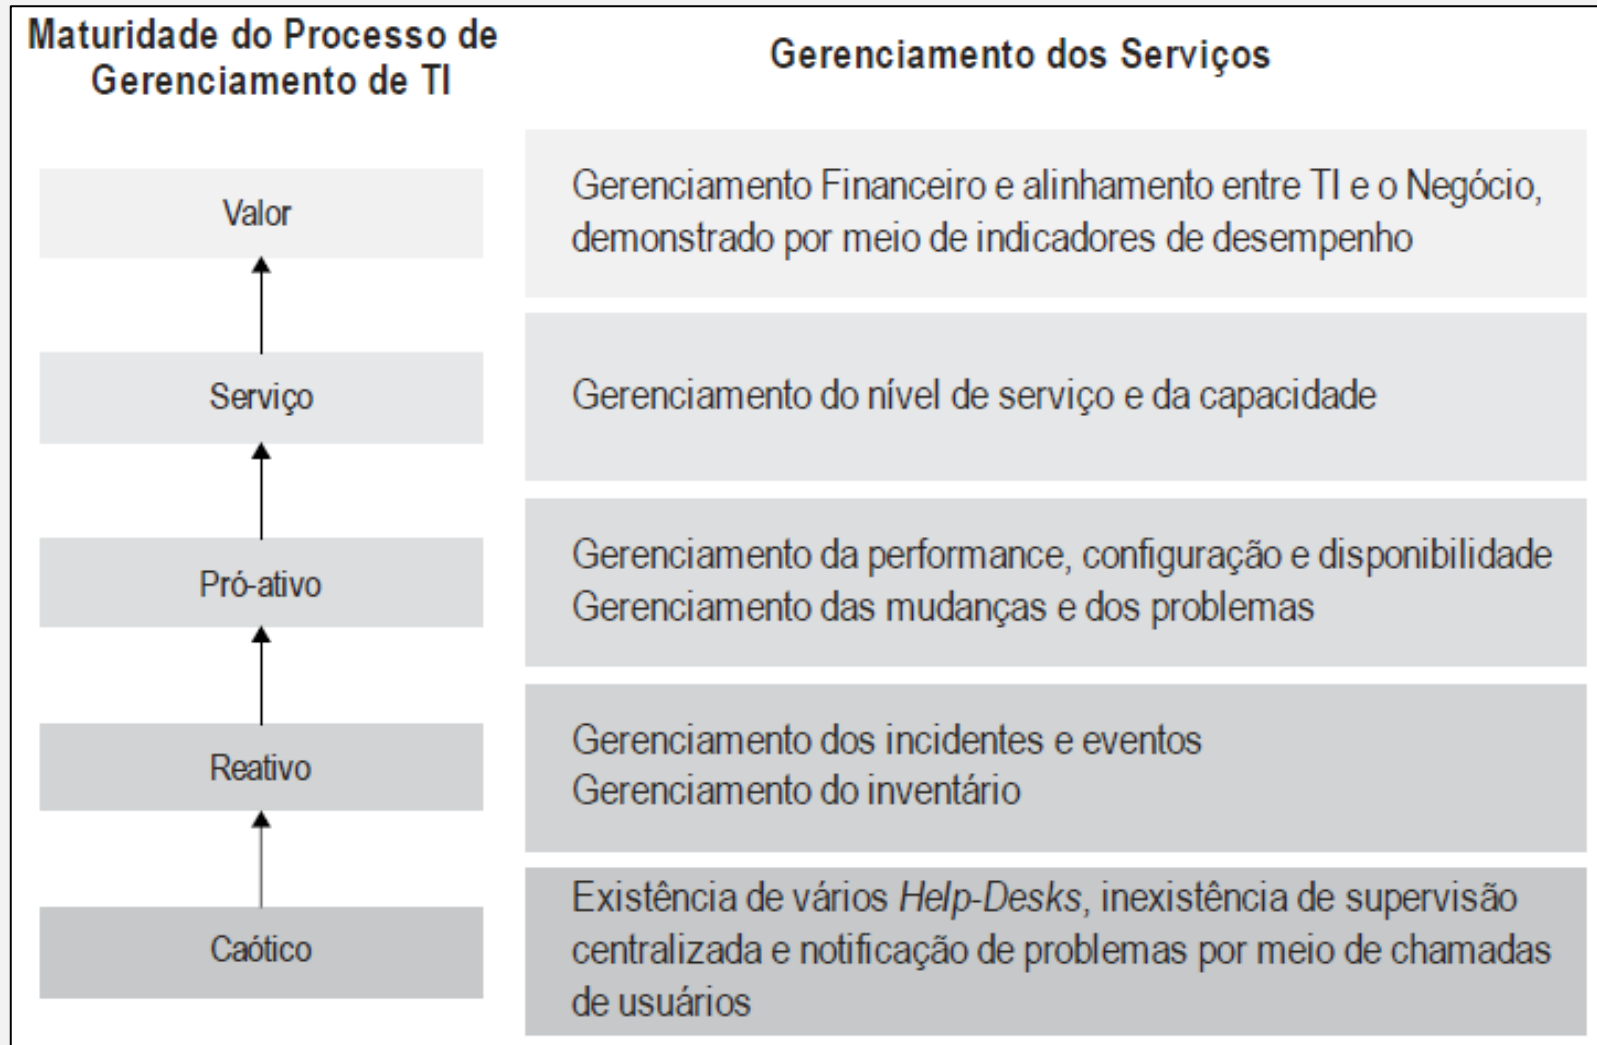 Maturidade do Processo de
Gerenciamento de TI
Gerenciamento dos Serviços
Valor
Gerenciamento Financeiro e alinhamento entre TI e o Negócio,
demonstrado por meio de indicadores de desempenho
Serviço
Gerenciamento do nível de serviço e da capacidade
Pró-ativo
Gerenciamento da performance, configuração e disponibilidade
Gerenciamento das mudanças e dos problemas
Reativo
Gerenciamento dos incidentes e eventos
Gerenciamento do inventário
Caótico
Existência de vários Help-Desks, inexistência de supervisão
centralizada e notificação de problemas por meio de chamadas
de usuários